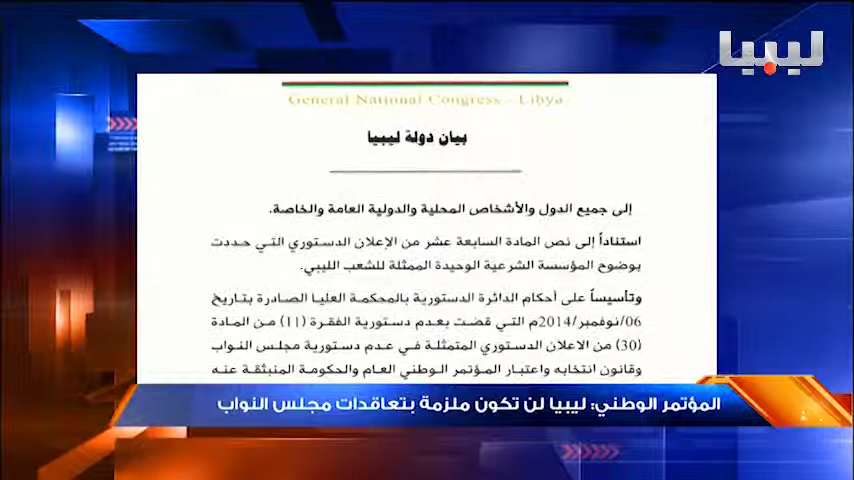 ليبيا
General National Congress - Libya
بيان دولة ليبيا
إلى جميع الدول والأشخاص المحلية والدولية العامة والخاصة.
استناداً إلى نص المادة السابعة عشر من الإعلان الدستوري التي حددت
بوضوح المؤسسة الشرعية الوحيدة الممثلة للشعب الليبي.
وتأسيساً على أحكام الدائرة الدستورية بالمحكمة العليا الصادرة بتاريخ
06/نوفمبر/2014م التي قضت بعدم دستورية الفقرة (11) من المادة
(30) من الاعلان الدستوري المتمثلة في عدم دستورية مجلس النواب
وقانون انتخابه واعتبار المؤتمر الوطني العام والحكومة المنبثقة عنه
المؤتمر الوطني: ليبيا لن تكون ملزمة بتعاقدات مجلس النواب